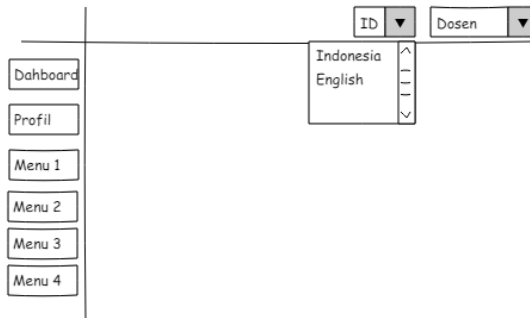 ID
Dosen
Indonesia
English
Dahboard
Profil
Menu 1
Menu 2
Menu 3
Menu 4